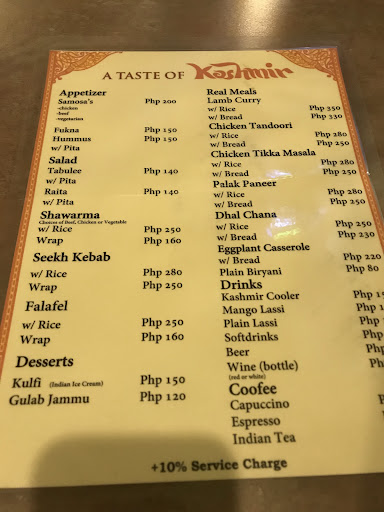 A TASTE OF Kashmir
Appetizer
Samosa's Php 200
-chicken
-beef
-vegetarian
Fukna Php 150
Hummus Php 150
w/ Pita
Salad
Tabulee Php 140
w/ Pita
Raita Php 140
w/ Pita
Shawarma
Choices of Beef, Chicken or Vegetable
w/ Rice Php 250
Wrap Php 160
Seekh Kebab
w/ Rice Php 280
Wrap Php 250
Falafel
w/ Rice Php 250
Wrap Php 160
Desserts
Kulfi (Indian Ice Cream) Php 150
Gulab Jammu Php 120
Real Meals
Lamb Curry
w/ Rice Php 350
w/ Bread Php 330
Chicken Tandoori
w/ Rice Php 280
w/ Bread Php 250
Chicken Tikka Masala
w/ Rice Php 280
w/ Bread Php 250
Palak Paneer
w/ Rice Php 280
w/ Bread Php 250
Dhal Chana
w/ Rice Php 250
w/ Bread Php 230
Eggplant Casserole
w/ Bread Php 220
Plain Biryani Php 80
Drinks
Kashmir Cooler Php
Mango Lassi Php
Plain Lassi Php
Softdrinks Php
Beer Php
Wine (bottle) Php
(red or white)
Coofee
Capuccino
Espresso
Indian Tea
+10% Service Charge